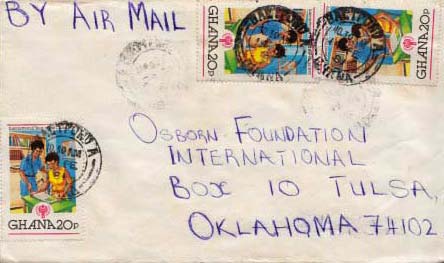 BY AIR MAIL
GHANA 20p
GHANA 20p
OSBORN FOUNDATION
INTERNATIONAL
BOX 10 TULSA,
OKLAHOMA 74102
GHANA 20p